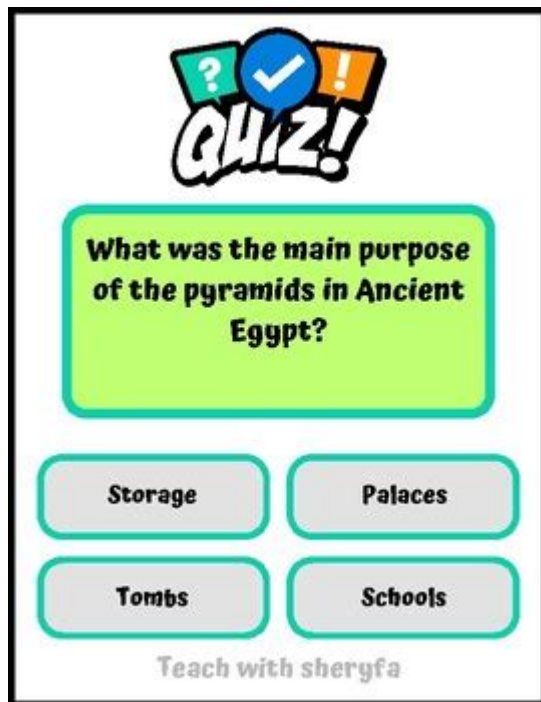 ? !
QUIZ!
What was the main purpose
of the pyramids in Ancient
Egypt?
Storage
Palaces
Tombs
Schools
Teach with sheryfa